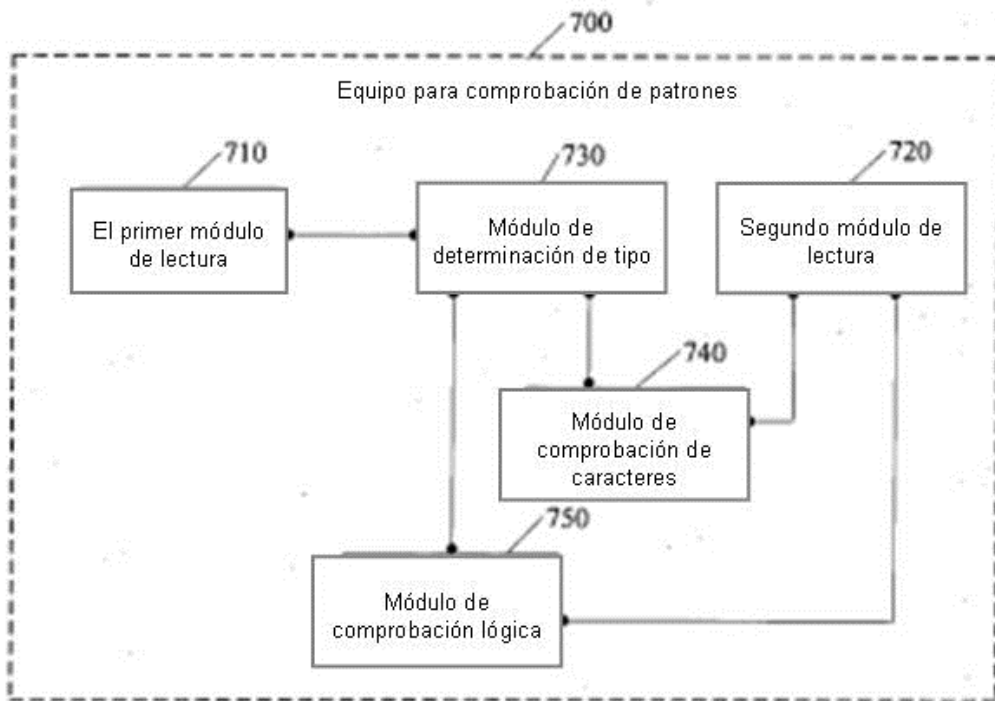 700
Equipo para comprobación de patrones
710
730
720
El primer módulo
de lectura
Módulo de
determinación de tipo
Segundo módulo de
lectura
740
Módulo de
comprobación de
caracteres
750
Módulo de
comprobación lógica